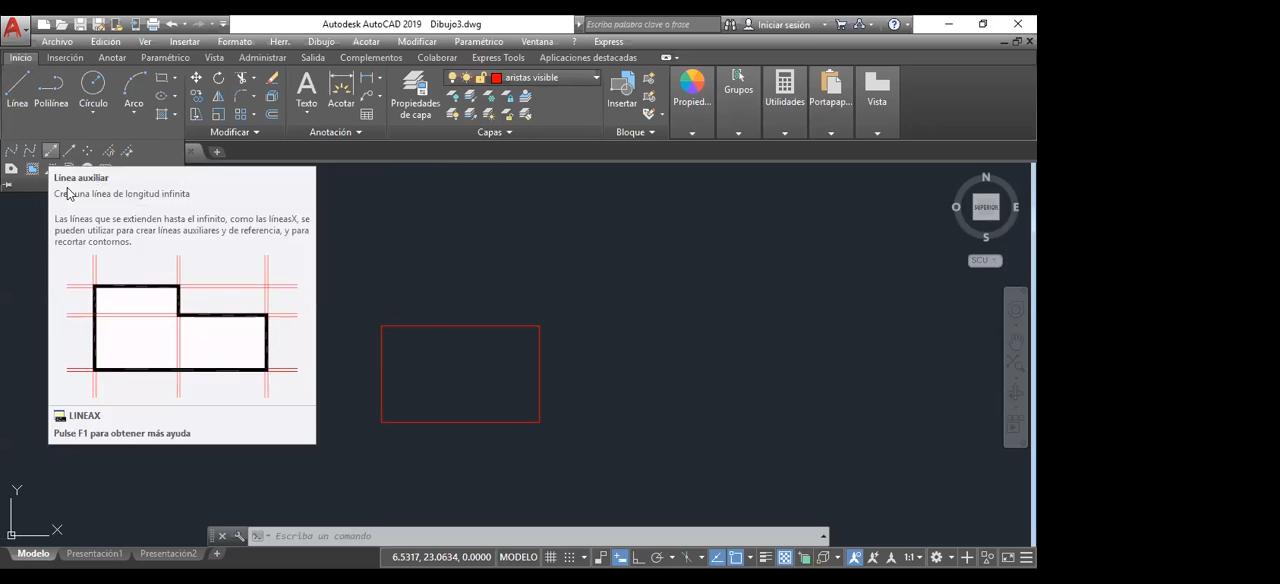 A
Autodesk AutoCAD 2019 Dibujo3.dwg
Escriba palabra clave o frase
Iniciar sesión
?
Archivo Edición Ver Insertar Formato Herr. Dibujo Acotar Modificar Paramétrico Ventana ? Express
Inicio Inserción Anotar Paramétrico Vista Administrar Salida Complementos Colaborar Express Tools Aplicaciones destacadas
Línea Polilínea Círculo Arco
A
Texto Acotar
Propiedades de capa
aristas visible
Insertar
Propied... Grupos Utilidades Portapap... Vista
Modificar Anotación Capas Bloque
+
Línea auxiliar
una línea de longitud infinita
Las líneas que se extienden hasta el infinito, como las líneasX, se
pueden utilizar para crear líneas auxiliares y de referencia, y para
recortar contornos.
LINEAX
Pulse F1 para obtener más ayuda
N
O SUPERIOR E
S
SCU
Y
X
Escriba un comando
Modelo Presentación1 Presentación2 +
6.5317, 23.0634, 0.0000 MODELO 1:1